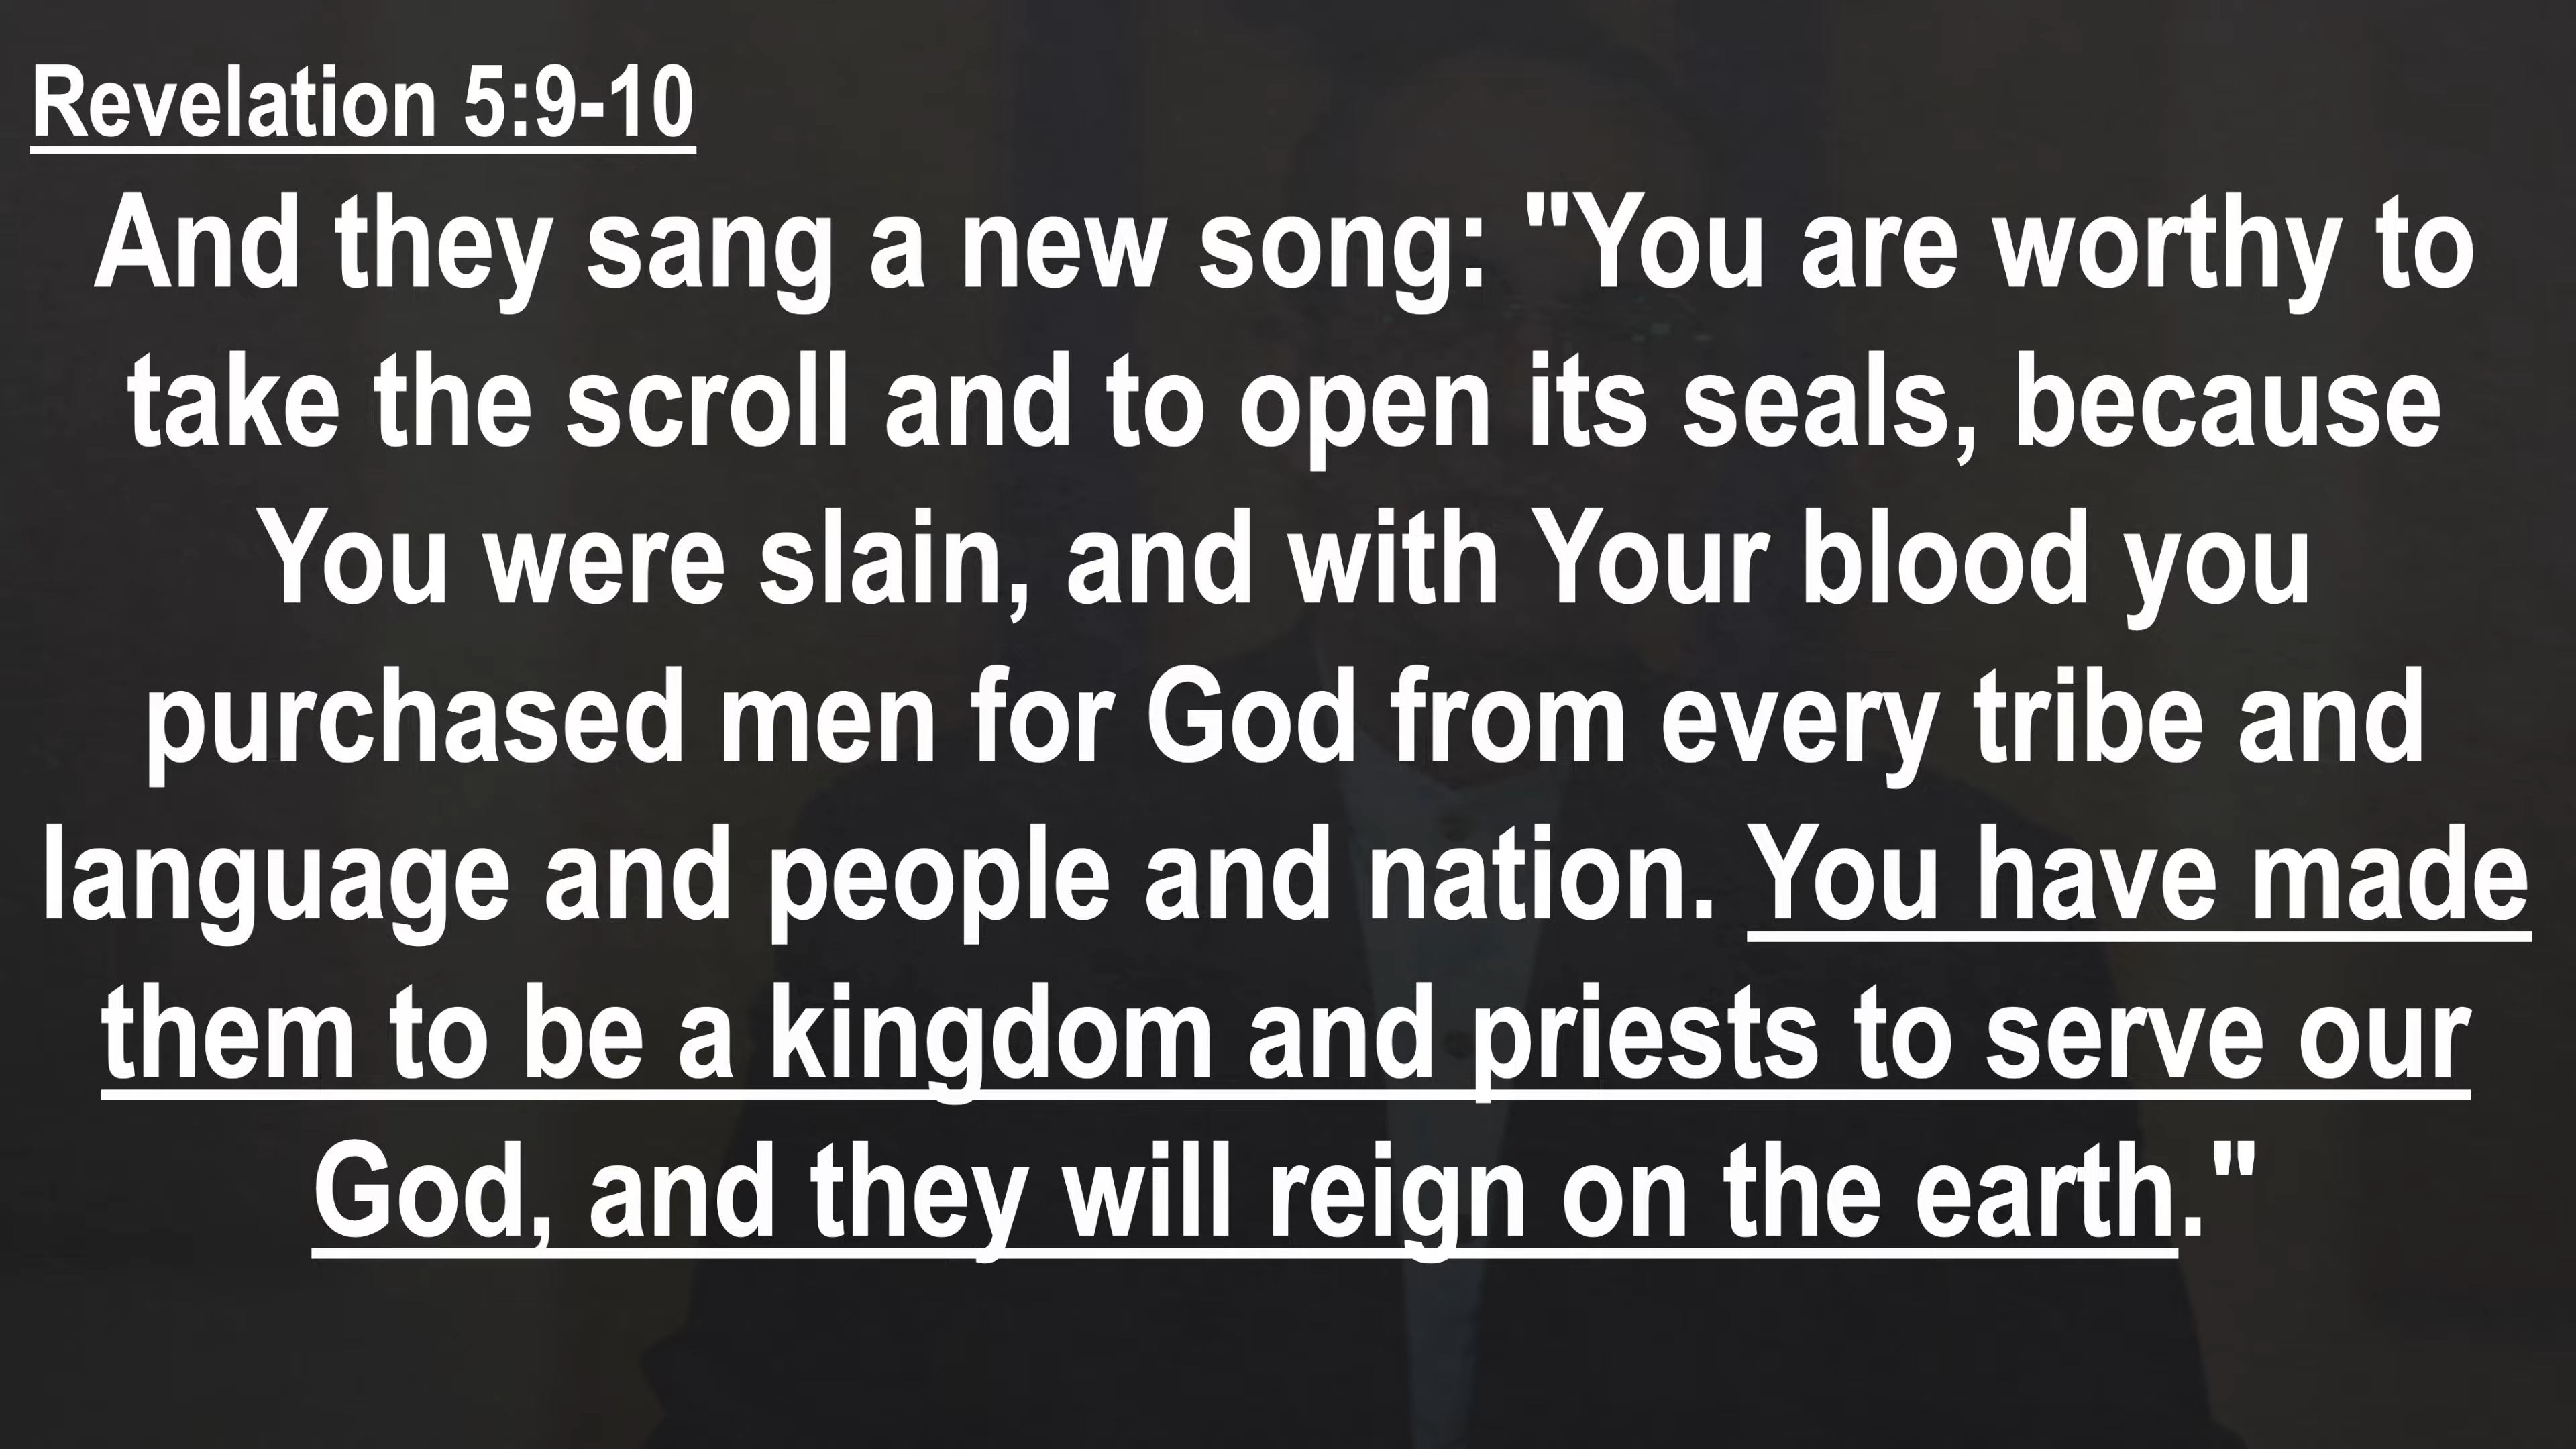 Revelation 5:9-10
And they sang a new song: "You are worthy to
take the scroll and to open its seals, because
You were slain, and with Your blood you
purchased men for God from every tribe and
language and people and nation. You have made
them to be a kingdom and priests to serve our
God, and they will reign on the earth."